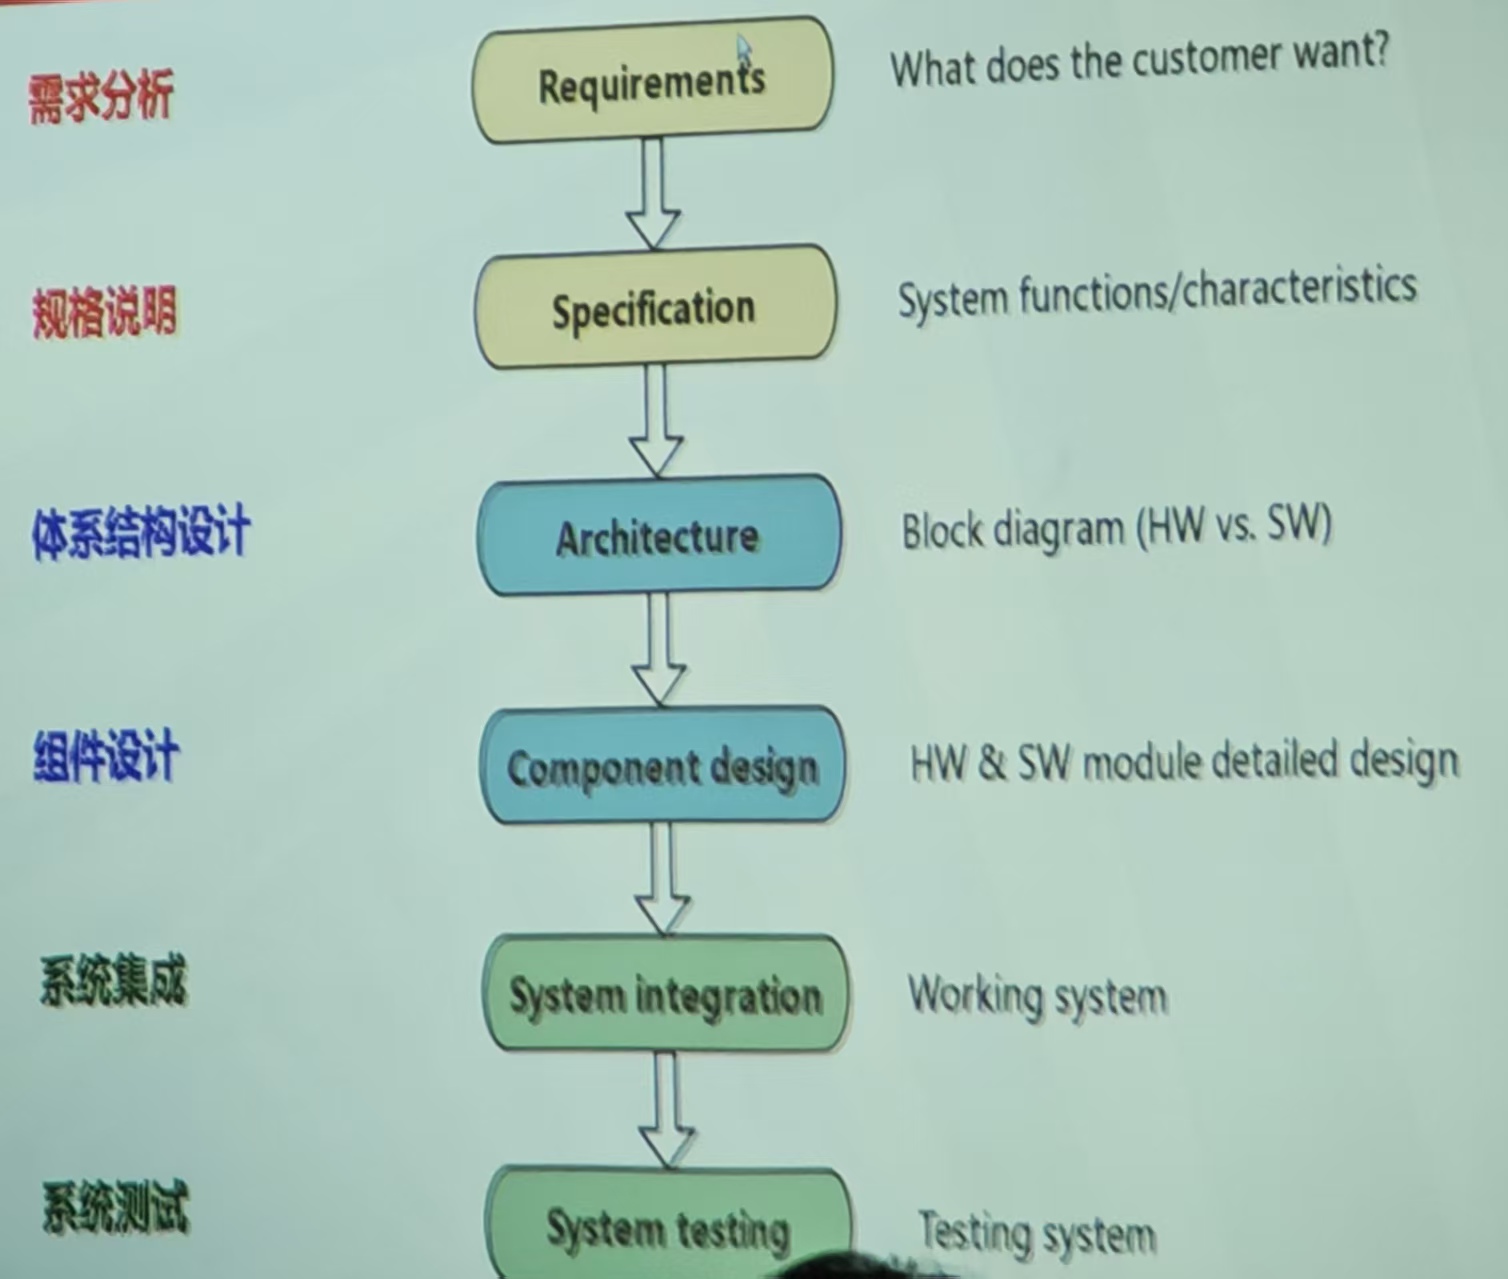 需求分析
Requirements
What does the customer want?
规格说明
Specification
System functions/characteristics
体系结构设计
Architecture
Block diagram (HW vs. SW)
组件设计
Component design
HW & SW module detailed design
系统集成
System integration
Working system
系统测试
System testing
Testing system